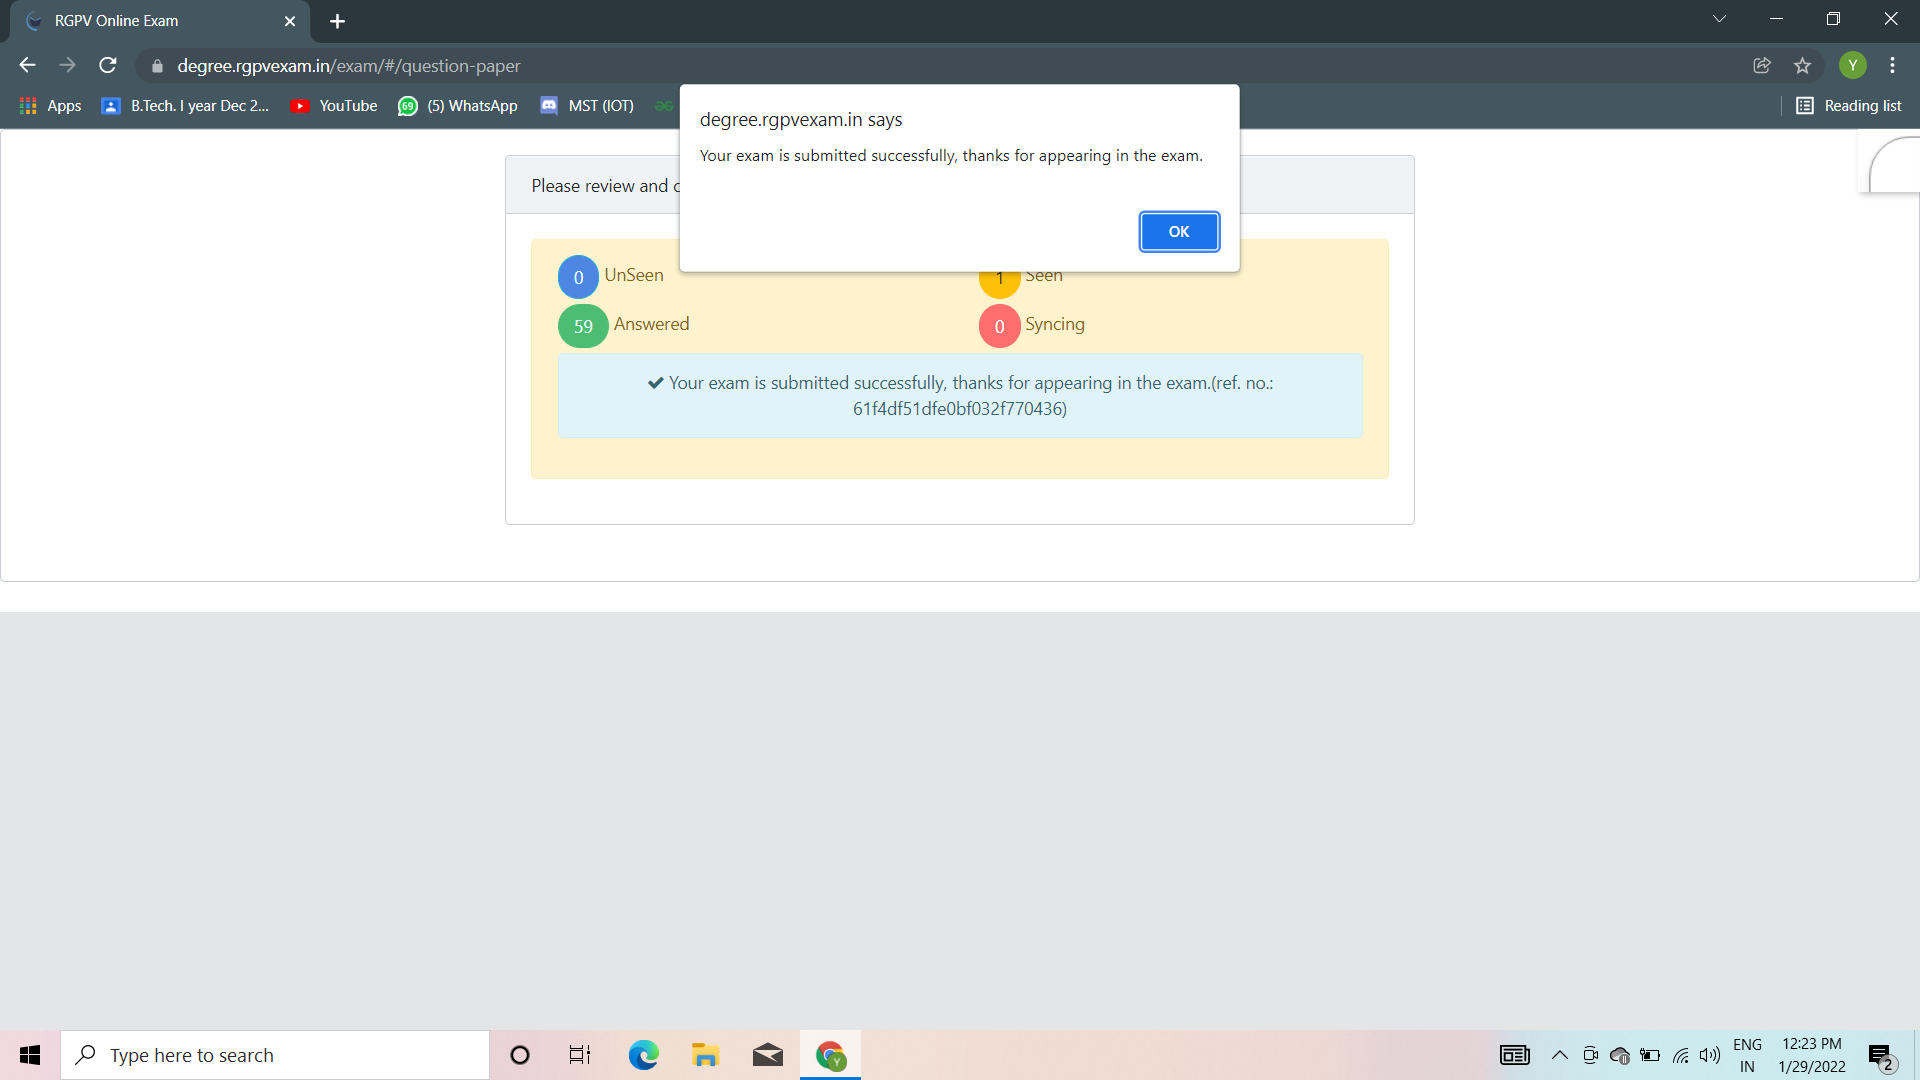 RGPV Online Exam
degree.rgpvexam.in/exam/#/question-paper
Y
Apps
B.Tech. I year Dec 2...
YouTube
69
(5) WhatsApp
MST (IOT)
Reading list
degree.rgpvexam.in says
Your exam is submitted successfully, thanks for appearing in the exam.
OK
Please review and
0 UnSeen
1 Seen
59 Answered
0 Syncing
Your exam is submitted successfully, thanks for appearing in the exam.(ref. no.:
61f4df51dfe0bf032f770436)
Type here to search
Y
ENG
IN
12:23 PM
1/29/2022
2